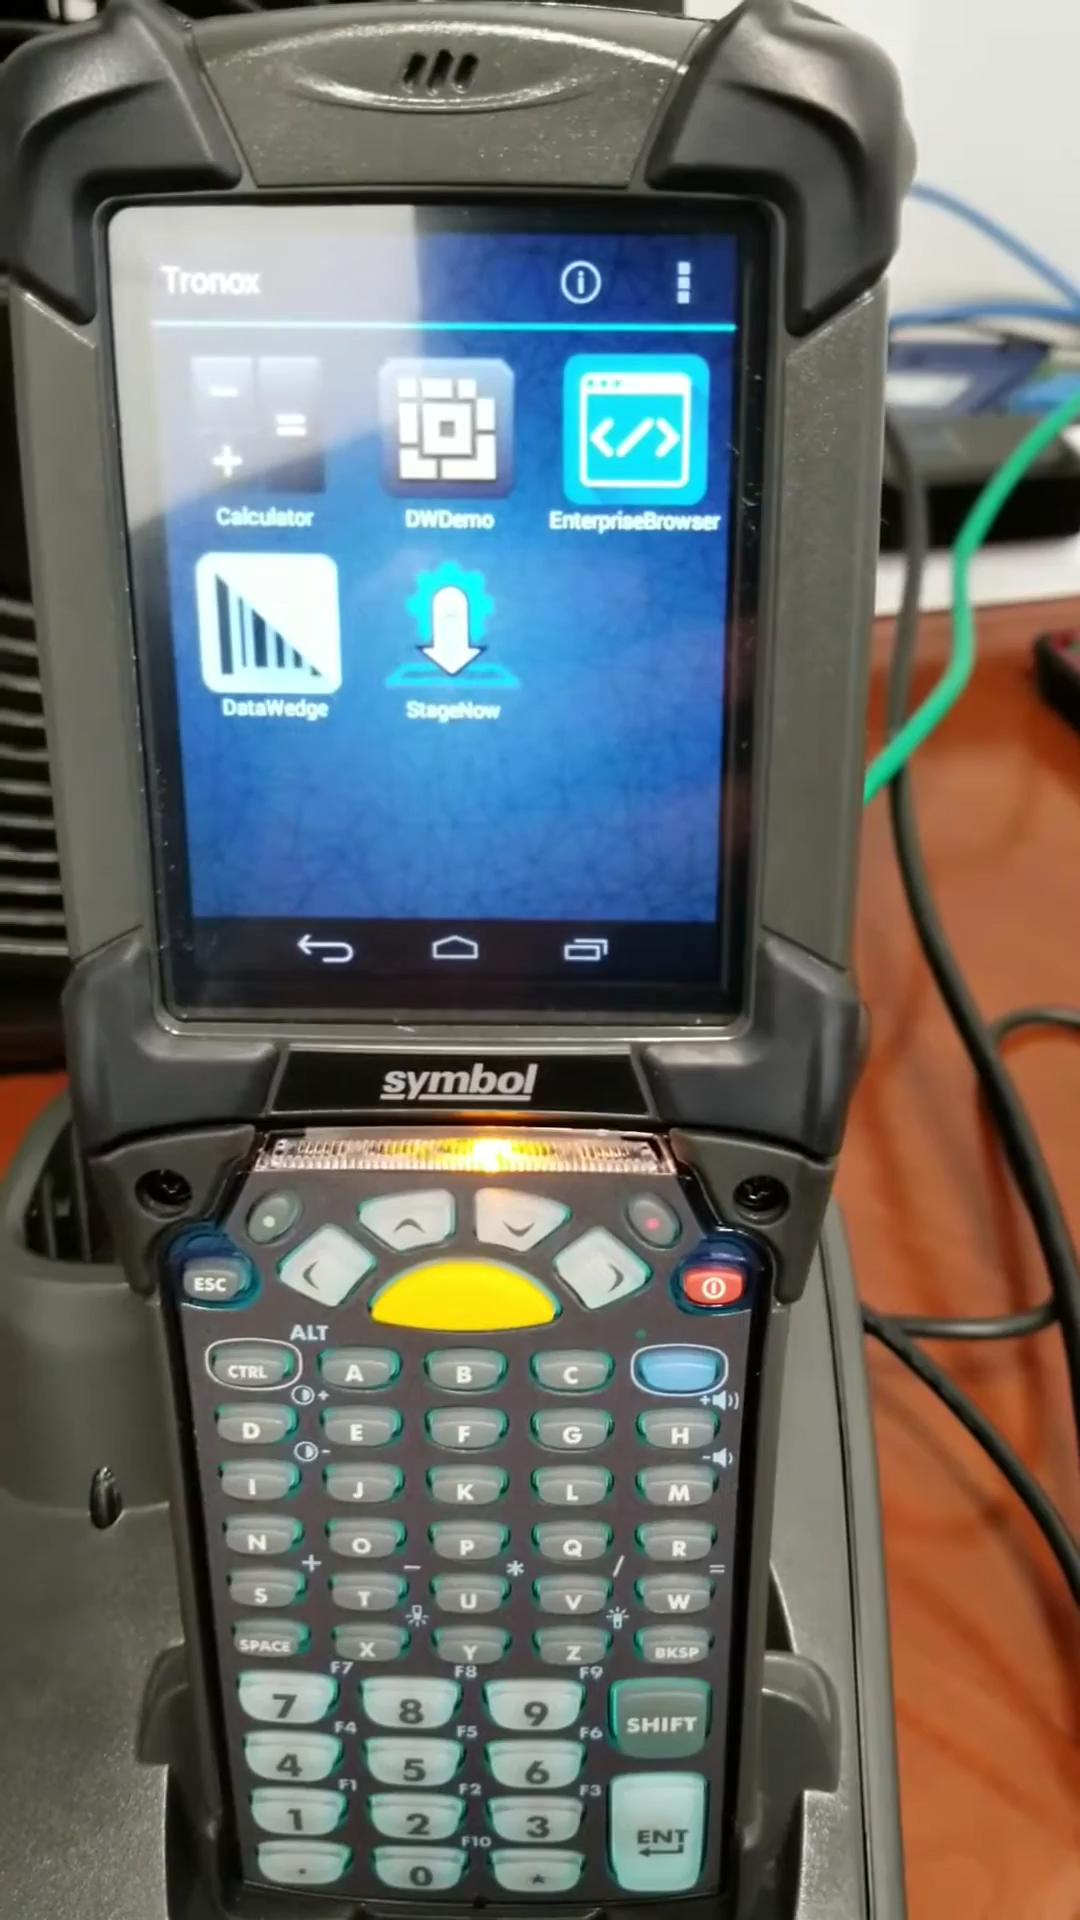 Tronox
Calculator DWDemo EnterpriseBrowser
DataWedge StageNow
symbol
ESC
ALT
CTRL A B C
D E F G H
I J K L M
N O P Q R
+ - * / =
S T U V W
SPACE X Y Z BKSP
F7 F8 F9
7 8 9 SHIFT
F4 F5 F6
4 5 6
F1 F2 F3
1 2 3 ENT
F10
. 0 *